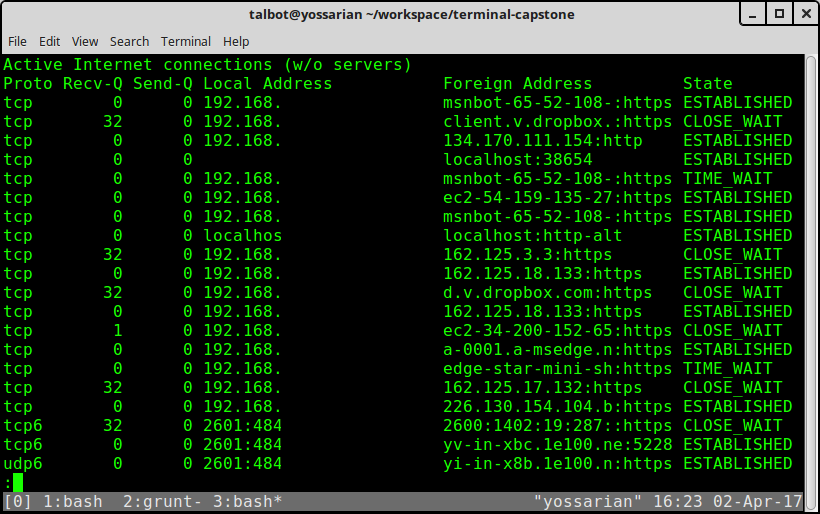 talbot@yossarian ~/workspace/terminal-capstone
File Edit View Search Terminal Help
Active Internet connections (w/o servers)
Proto Recv-Q Send-Q Local Address Foreign Address State
tcp 0 0 192.168. msnbot-65-52-108-:https ESTABLISHED
tcp 32 0 192.168. client.v.dropbox.:https CLOSE_WAIT
tcp 0 0 192.168. 134.170.111.154:http ESTABLISHED
tcp 0 0 localhost:38654 ESTABLISHED
tcp 0 0 192.168. msnbot-65-52-108-:https TIME_WAIT
tcp 0 0 192.168. ec2-54-159-135-27:https ESTABLISHED
tcp 0 0 192.168. msnbot-65-52-108-:https ESTABLISHED
tcp 0 0 localhos localhost:http-alt ESTABLISHED
tcp 32 0 192.168. 162.125.3.3:https CLOSE_WAIT
tcp 0 0 192.168. 162.125.18.133:https ESTABLISHED
tcp 32 0 192.168. d.v.dropbox.com:https CLOSE_WAIT
tcp 0 0 192.168. 162.125.18.133:https ESTABLISHED
tcp 1 0 192.168. ec2-34-200-152-65:https CLOSE_WAIT
tcp 0 0 192.168. a-0001.a-msedge.n:https ESTABLISHED
tcp 0 0 192.168. edge-star-mini-sh:https TIME_WAIT
tcp 32 0 192.168. 162.125.17.132:https CLOSE_WAIT
tcp 0 0 192.168. 226.130.154.104.b:https ESTABLISHED
tcp6 32 0 2601:484 2600:1402:19:287::https CLOSE_WAIT
tcp6 0 0 2601:484 yv-in-xbc.1e100.ne:5228 ESTABLISHED
udp6 0 0 2601:484 yi-in-x8b.1e100.n:https ESTABLISHED
:
[0] 1:bash 2:grunt- 3:bash* "yossarian" 16:23 02-Apr-17